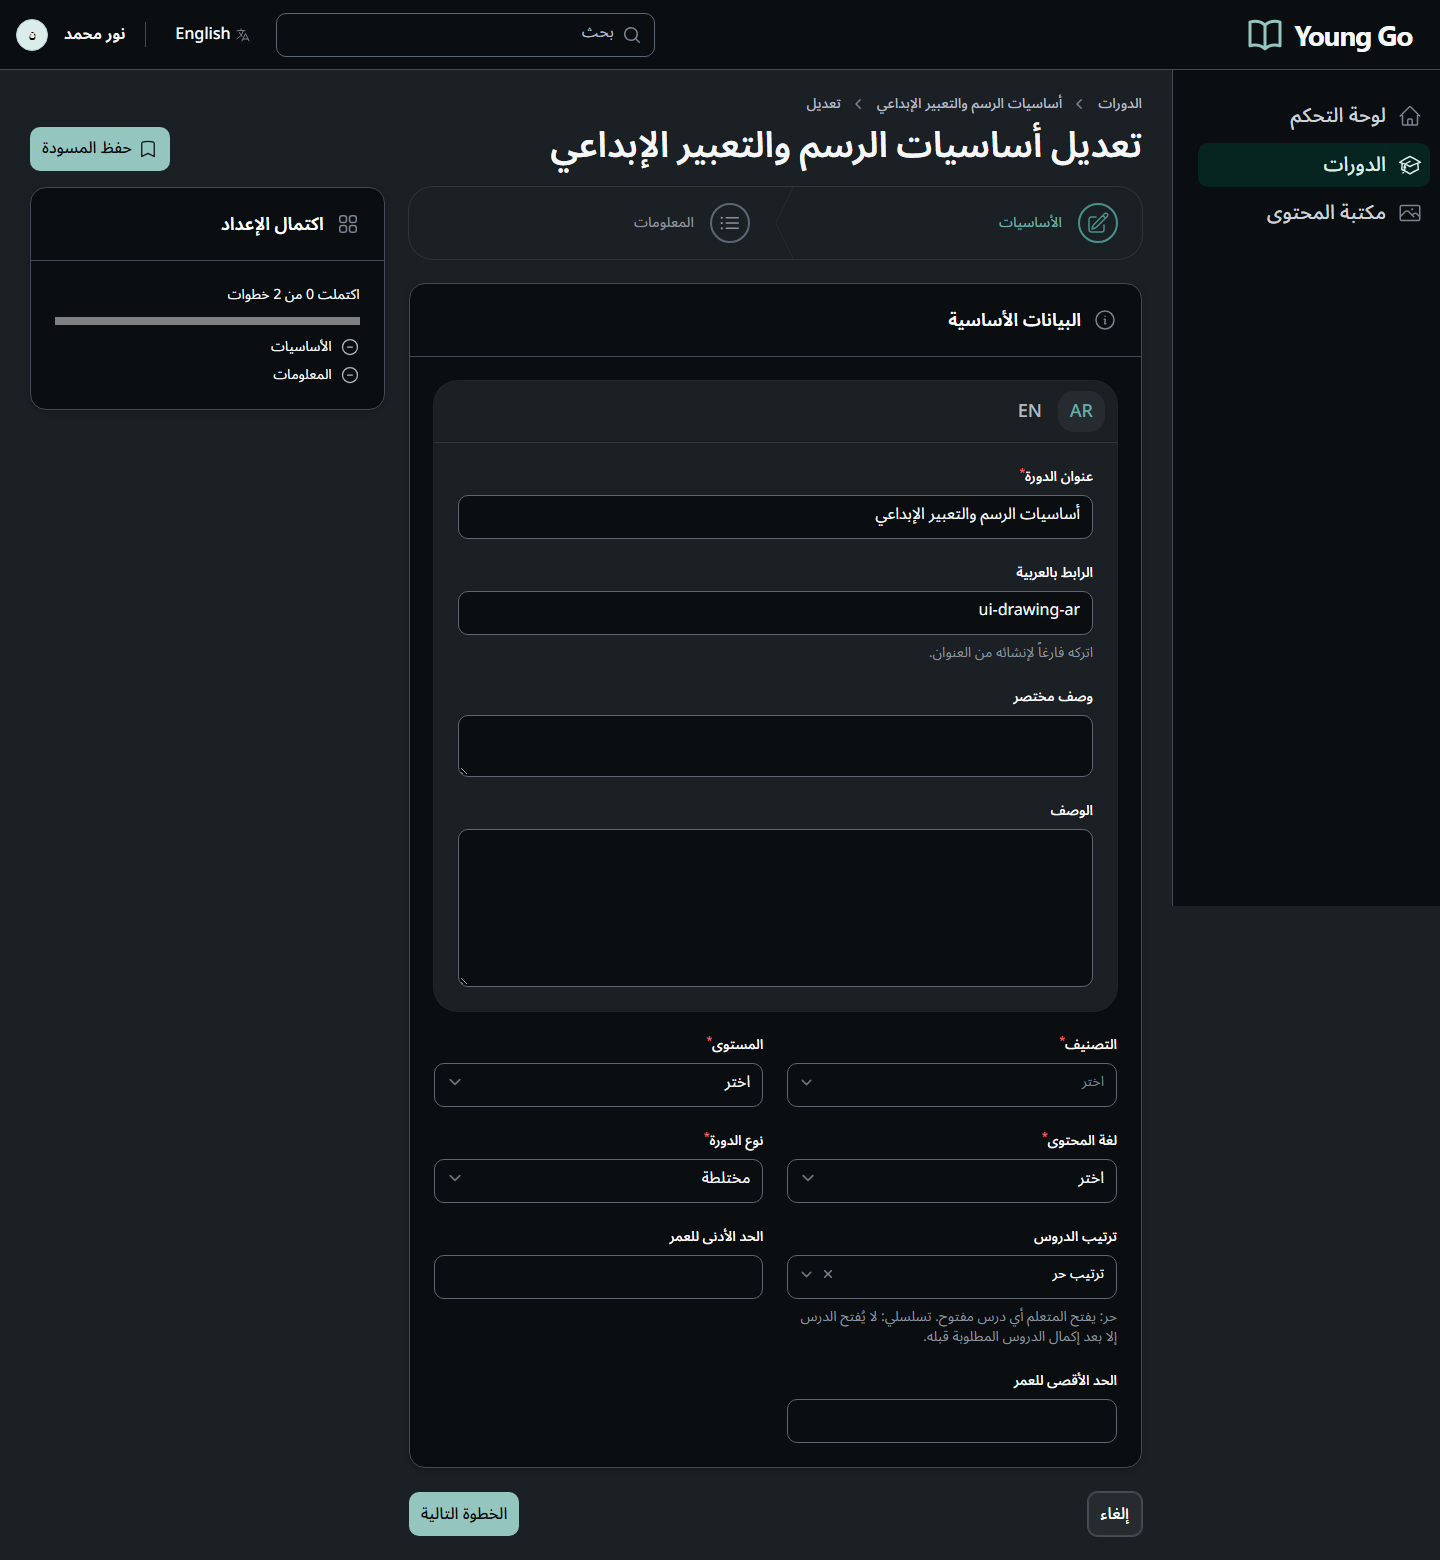 Young Go
بحث
English
نور محمد
ن
لوحة التحكم
الدورات
مكتبة المحتوى
الدورات
أساسيات الرسم والتعبير الإبداعي
تعديل
تعديل أساسيات الرسم والتعبير الإبداعي
حفظ المسودة
الأساسيات
المعلومات
اكتمال الإعداد
اكتملت 0 من 2 خطوات
الأساسيات
المعلومات
البيانات الأساسية
AR
EN
عنوان الدورة*
أساسيات الرسم والتعبير الإبداعي
الرابط بالعربية
ui-drawing-ar
اتركه فارغاً لإنشائه من العنوان.
وصف مختصر
الوصف
التصنيف*
اختر
المستوى*
اختر
لغة المحتوى*
اختر
نوع الدورة*
مختلطة
ترتيب الدروس
ترتيب حر
حر: يفتح المتعلم أي درس مفتوح. تسلسلي: لا يُفتح الدرس
إلا بعد إكمال الدروس المطلوبة قبله.
الحد الأدنى للعمر
الحد الأقصى للعمر
إلغاء
الخطوة التالية